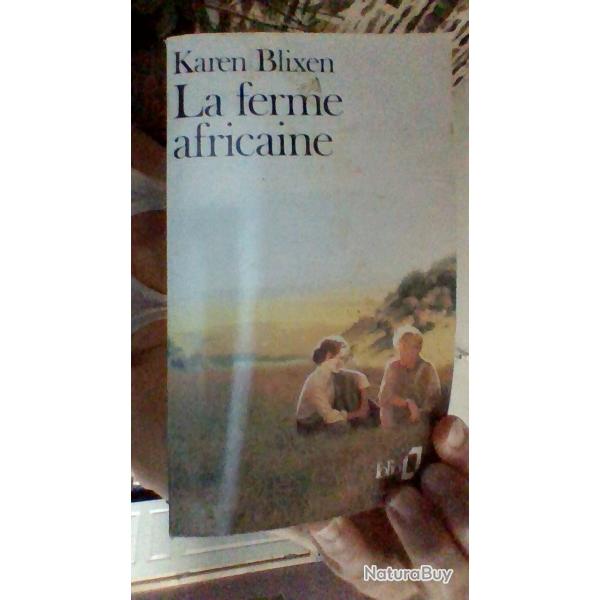 Karen Blixen
La ferme
africaine
folio
NaturaBuy